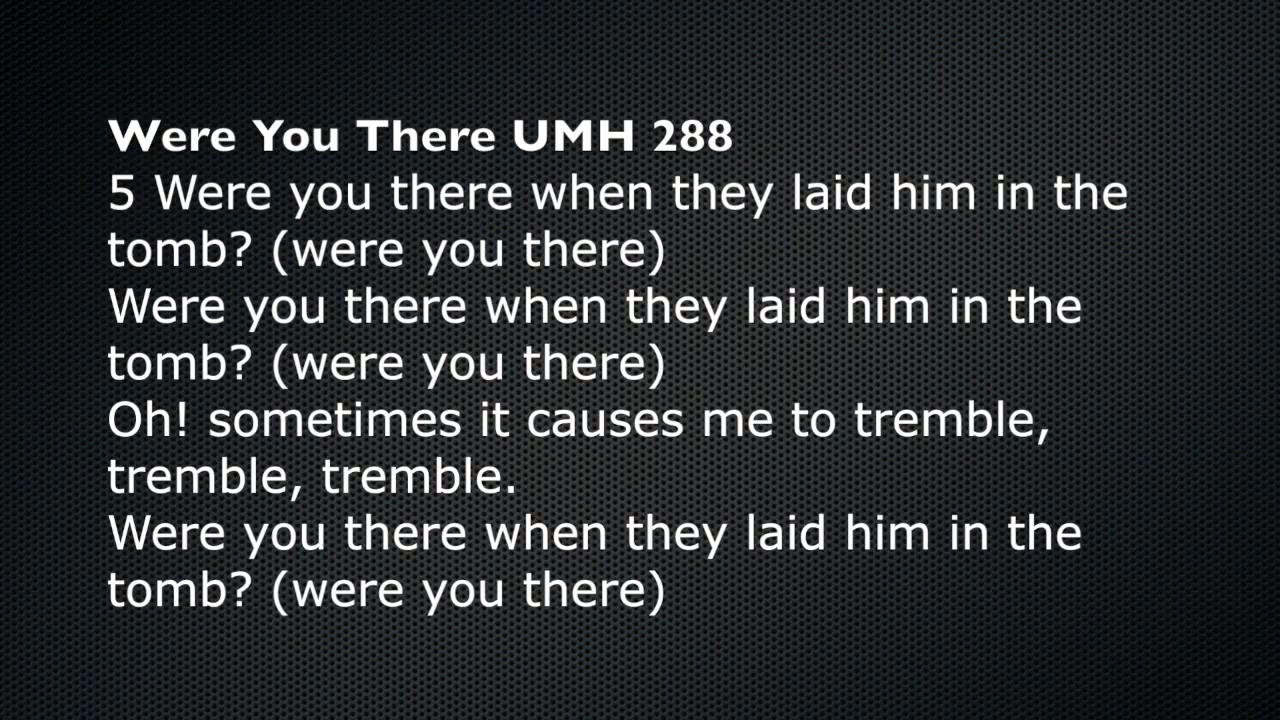 Were You There UMH 288
5 Were you there when they laid him in the
tomb? (were you there)
Were you there when they laid him in the
tomb? (were you there)
Oh! sometimes it causes me to tremble,
tremble, tremble.
Were you there when they laid him in the
tomb? (were you there)